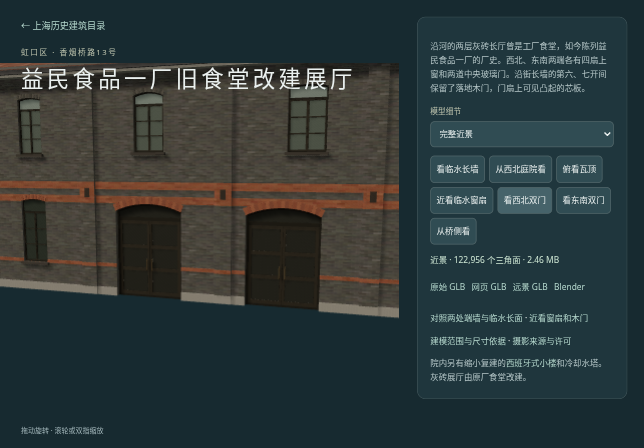 ← 上海历史建筑目录
虹口区 · 香烟桥路13号
益民食品一厂旧食堂改建展厅
拖动旋转 · 滚轮或双指缩放
沿河的两层灰砖长厅曾是工厂食堂，如今陈列益
民食品一厂的厂史。西北、东南两端各有四扇上
窗和两道中央玻璃门。沿街长墙的第六、七开间
保留了落地木门，门扇上可见凸起的芯板。
模型细节
完整近景
看临水长墙
从西北庭院看
俯看瓦顶
近看临水窗扇
看西北双门
看东南双门
从桥侧看
近景 · 122,956 个三角面 · 2.46 MB
原始 GLB 网页 GLB 远景 GLB Blender
对照两处端墙与临水长面 · 近看窗扇和木门
建模范围与尺寸依据 · 摄影来源与许可
院内另有缩小复建的西班牙式小楼和冷却水塔。
灰砖展厅由原厂食堂改建。